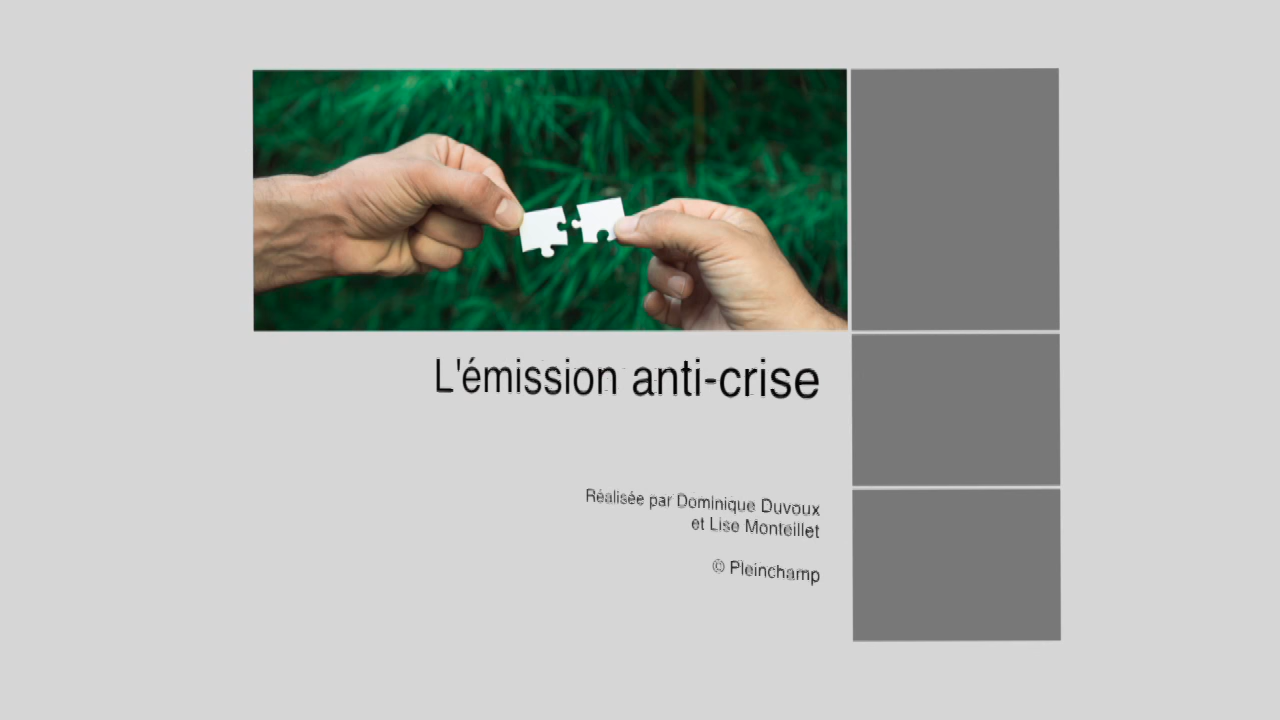 L'émission anti-crise
Réalisée par Dominique Duvoux
et Lise Monteillet
© Pleinchamp